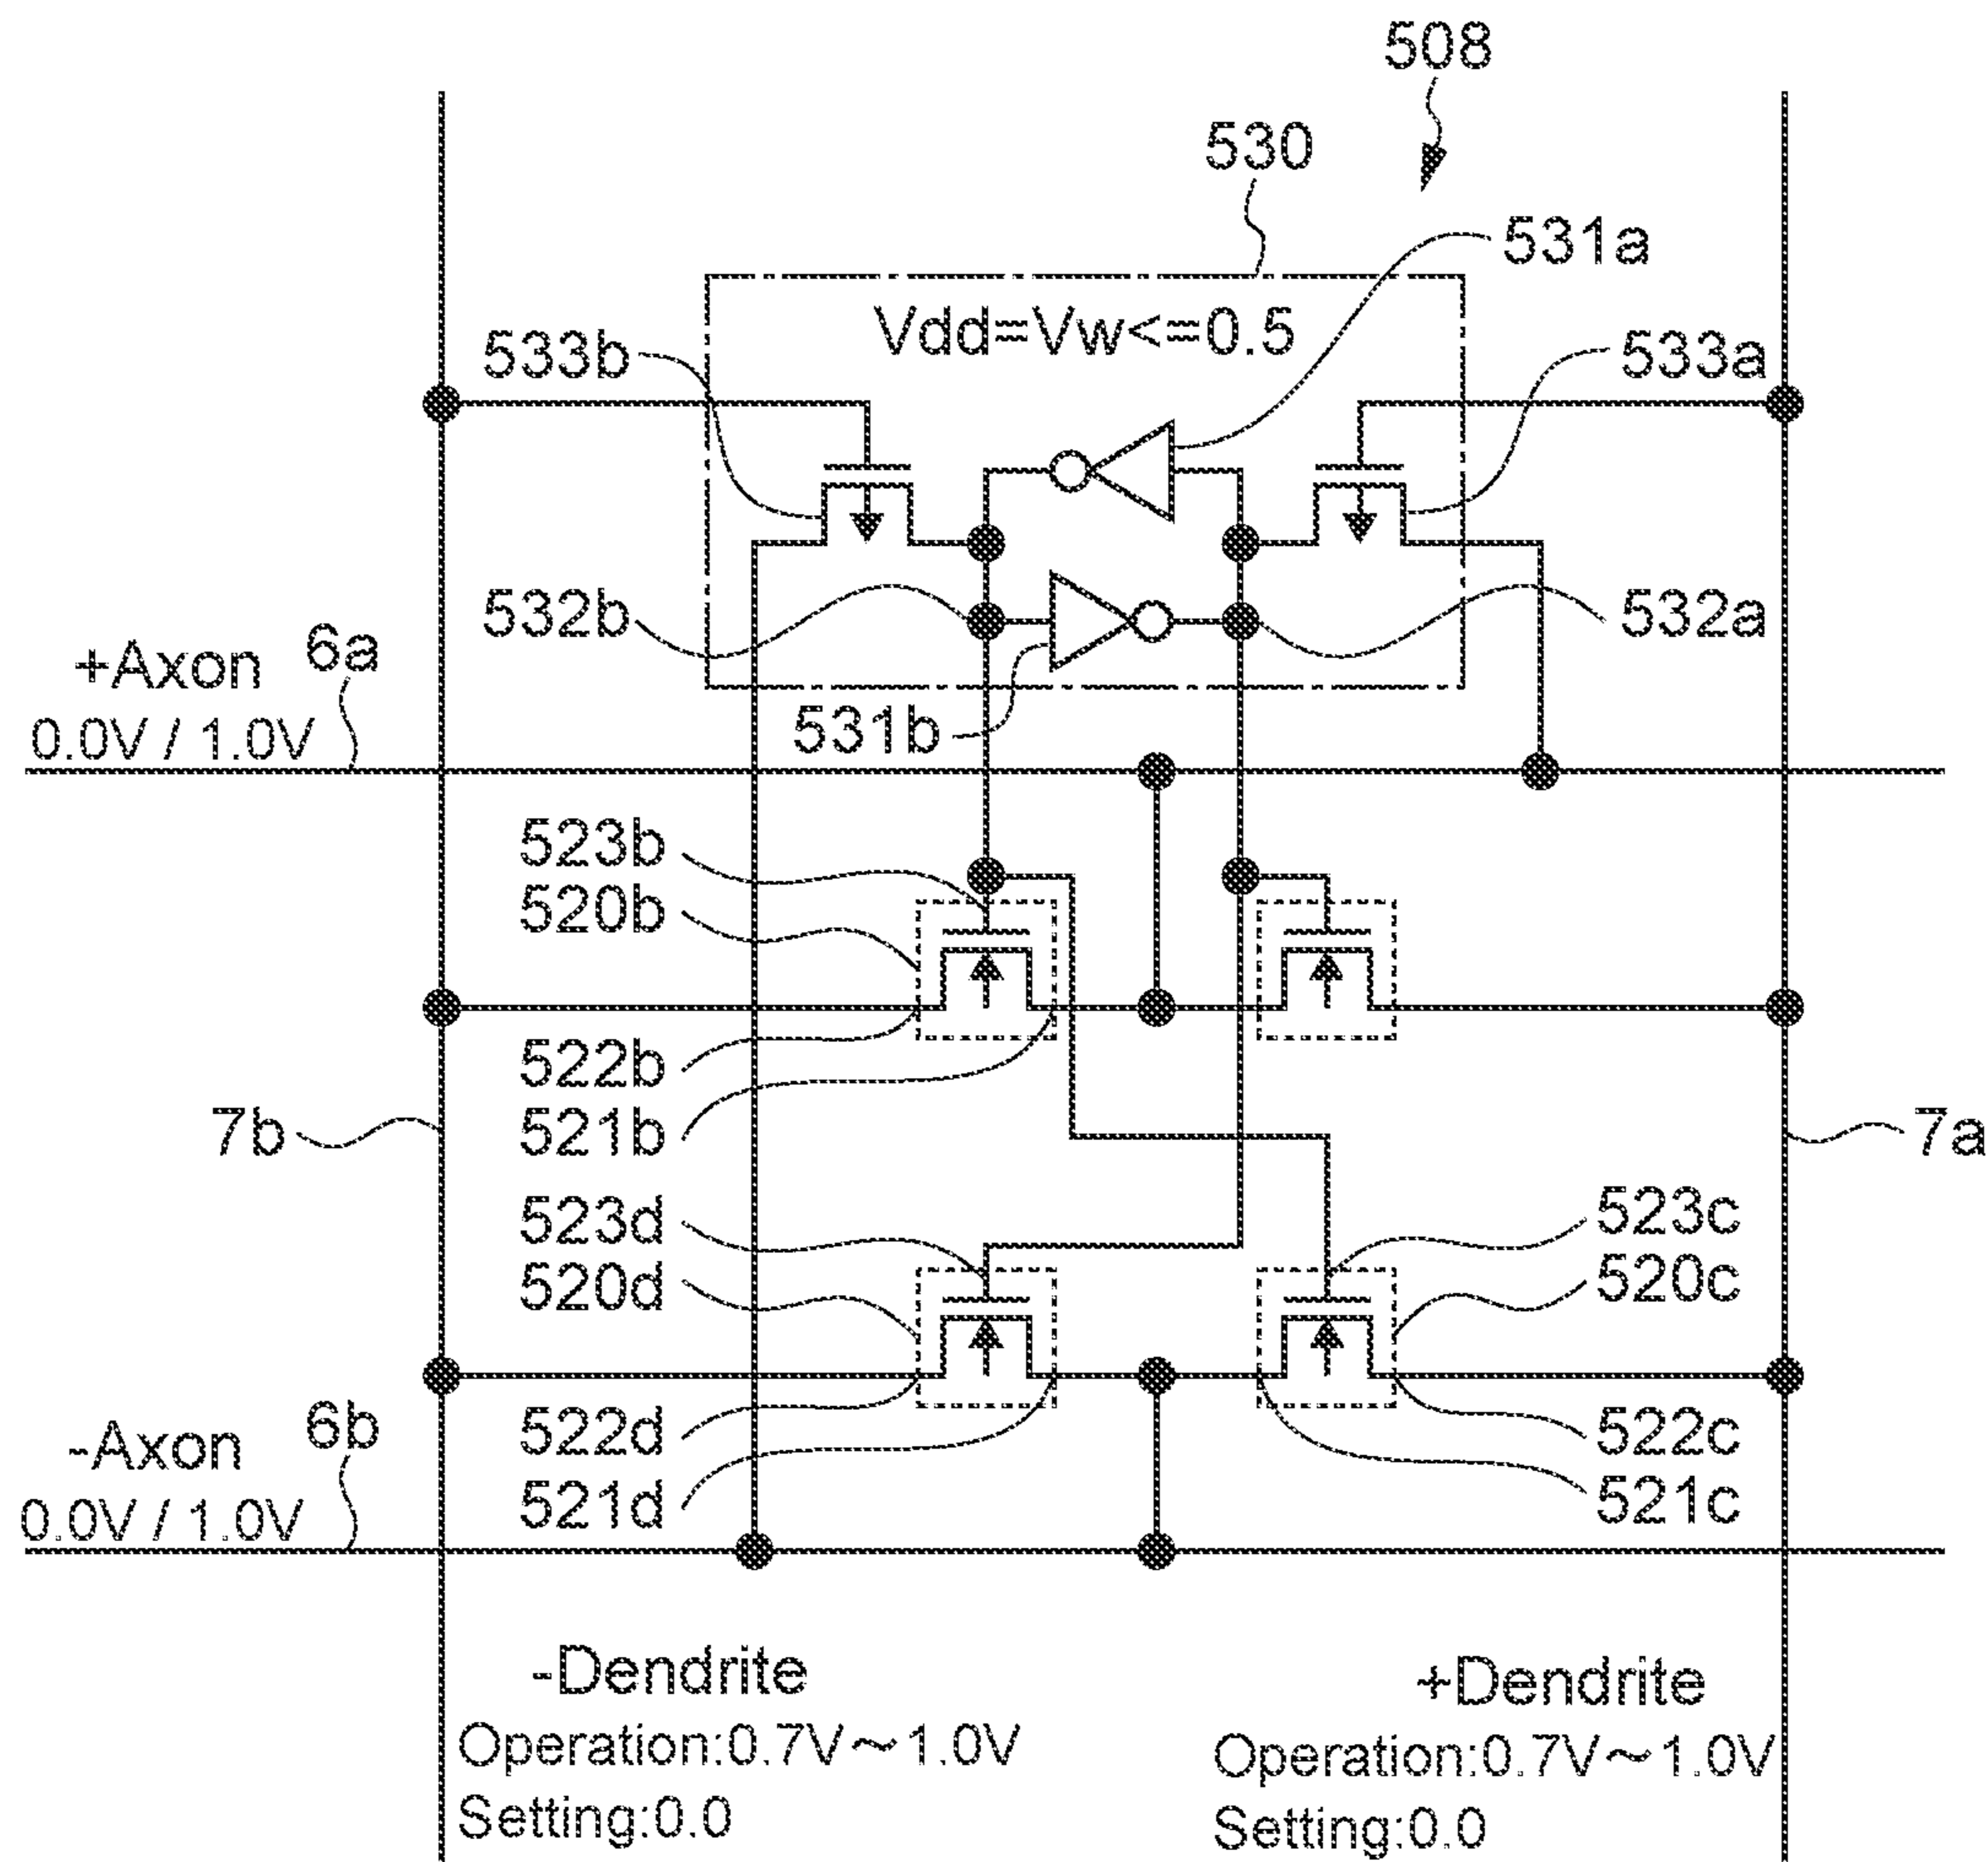 508
530
531a
Vdd=Vw<=0.5
533b
533a
532b
532a
+Axon 6a
0.0V / 1.0V
531b
523b
520b
522b
521b
7b
7a
523d
523c
520d
520c
-Axon 6b
0.0V / 1.0V
522d
522c
521d
521c
-Dendrite
Operation:0.7V~1.0V
Setting:0.0
+Dendrite
Operation:0.7V~1.0V
Setting:0.0